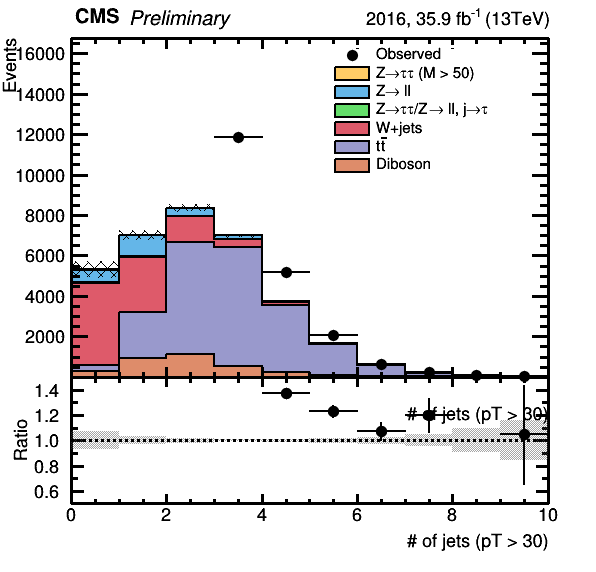 CMS Preliminary 2016, 35.9 fb⁻¹ (13TeV)
Events
16000
14000
12000
10000
8000
6000
4000
2000
Observed
Z→ττ (M > 50)
Z→ ll
Z→ττ/Z→ ll, j→τ
W+jets
tt̄
Diboson
# of jets (pT > 30)
Ratio
1.4
1.2
1.0
0.8
0.6
0 2 4 6 8 10
# of jets (pT > 30)